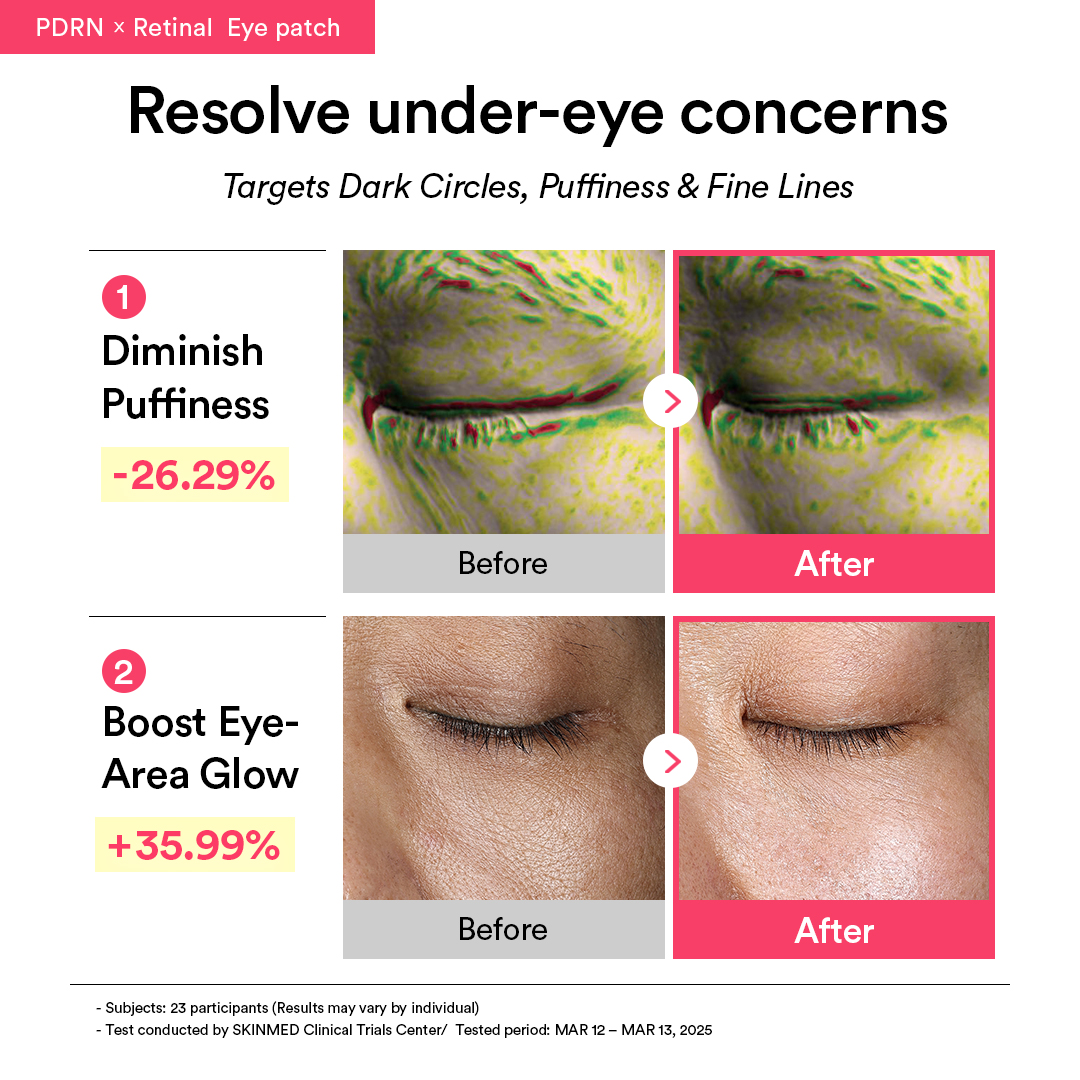 PDRN x Retinal Eye patch
Resolve under-eye concerns
Targets Dark Circles, Puffiness & Fine Lines
1
Diminish
Puffiness
-26.29%
Before
After
2
Boost Eye-
Area Glow
+35.99%
Before
After
- Subjects: 23 participants (Results may vary by individual)
- Test conducted by SKINMED Clinical Trials Center/ Tested period: MAR 12 – MAR 13, 2025